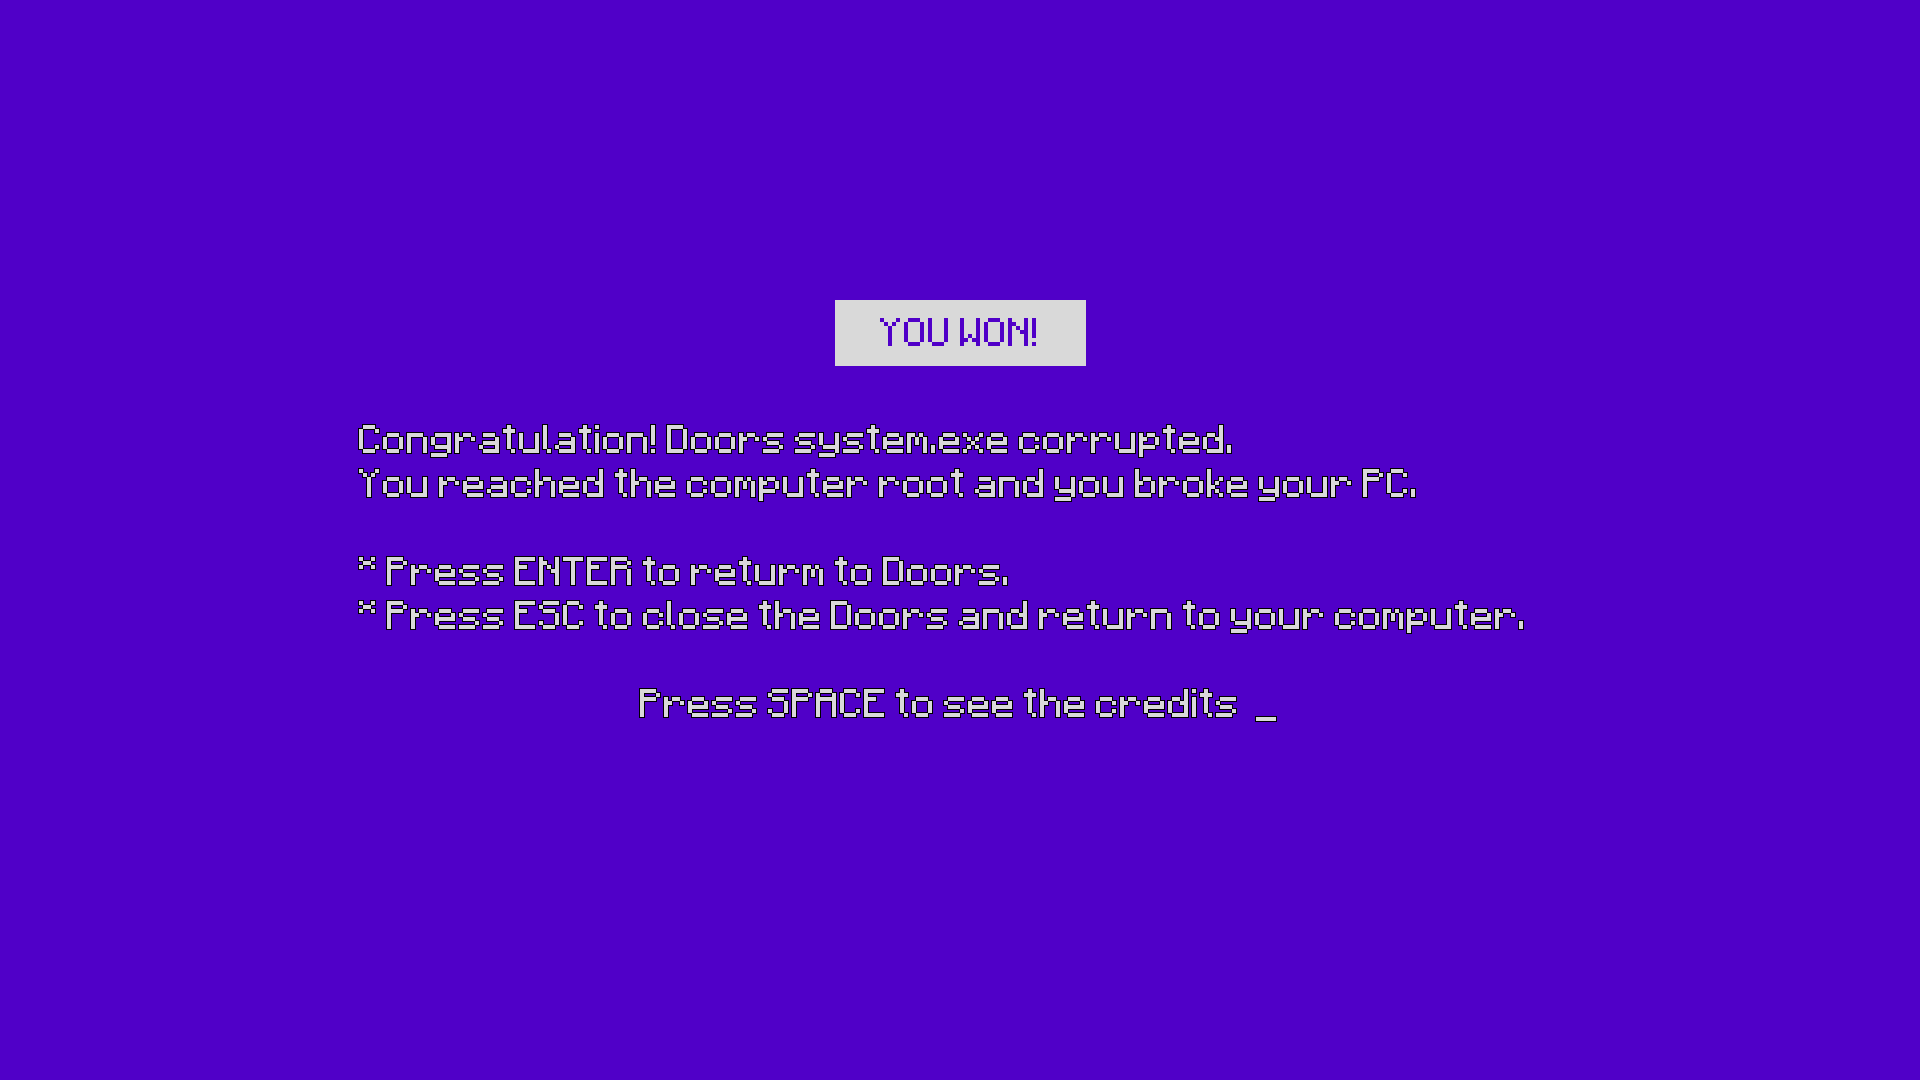 YOU WON!
Congratulation! Doors system.exe corrupted.
You reached the computer root and you broke your PC.
* Press ENTER to returm to Doors.
* Press ESC to close the Doors and return to your computer.
Press SPACE to see the credits _